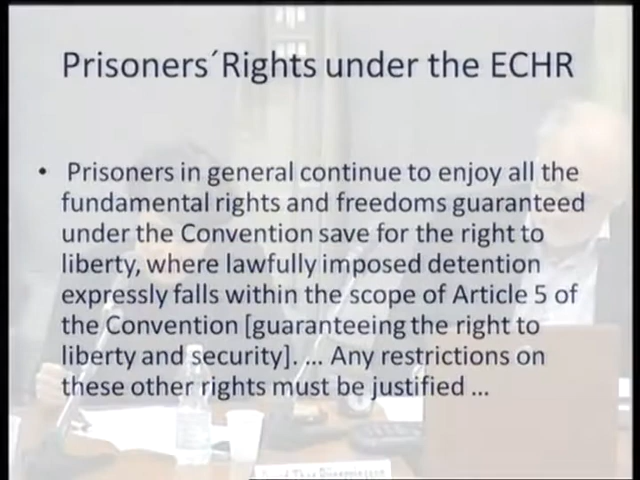 Prisoners´Rights under the ECHR
• Prisoners in general continue to enjoy all the
fundamental rights and freedoms guaranteed
under the Convention save for the right to
liberty, where lawfully imposed detention
expressly falls within the scope of Article 5 of
the Convention [guaranteeing the right to
liberty and security]. ... Any restrictions on
these other rights must be justified ...